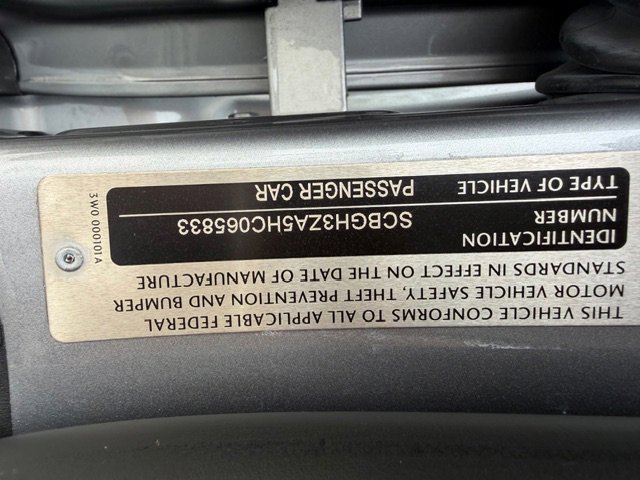 THIS VEHICLE CONFORMS TO ALL APPLICABLE FEDERAL
MOTOR VEHICLE SAFETY, THEFT PREVENTION AND BUMPER
STANDARDS IN EFFECT ON THE DATE OF MANUFACTURE
IDENTIFICATION
NUMBER SCBGH3ZA5HC065833
TYPE OF VEHICLE PASSENGER CAR
3W0 0000101A